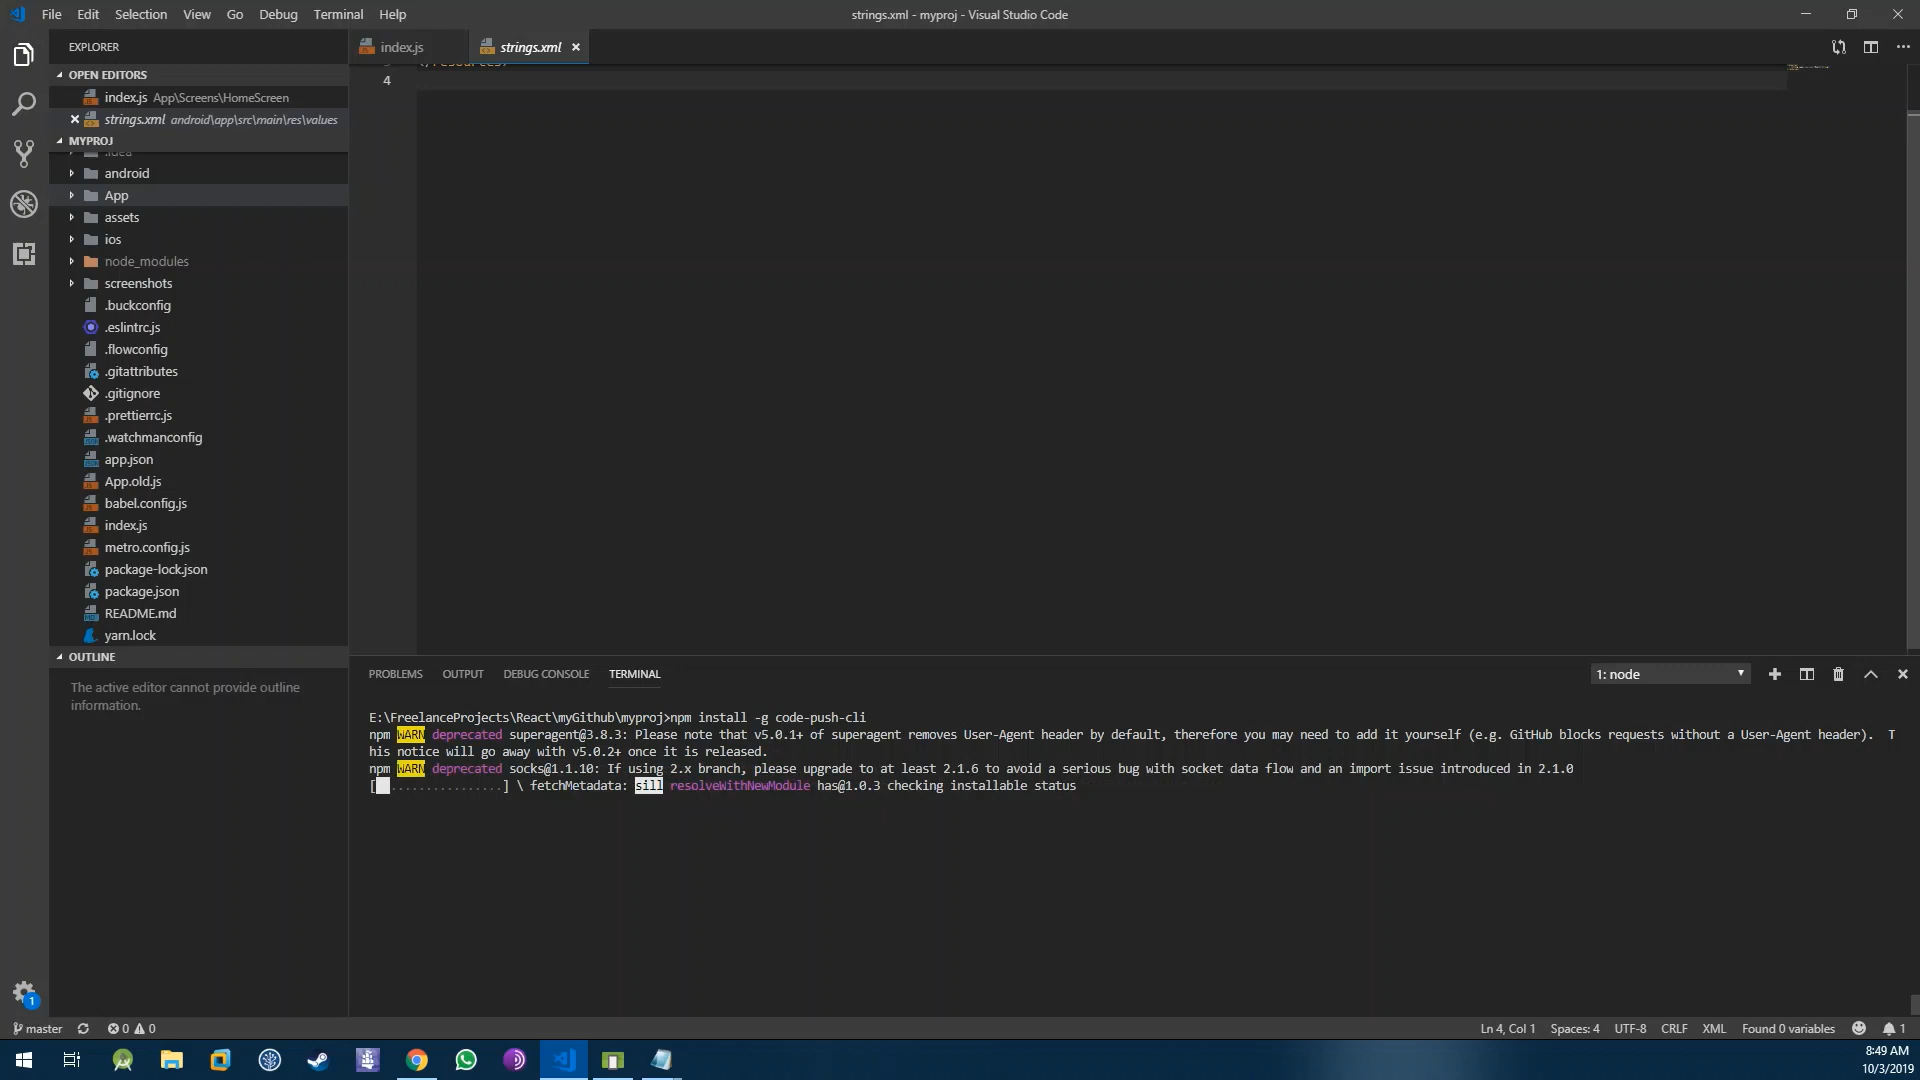 File Edit Selection View Go Debug Terminal Help
strings.xml - myproj - Visual Studio Code
EXPLORER
OPEN EDITORS
index.js App\Screens\HomeScreen
strings.xml android\app\src\main\res\values
MYPROJ
.idea
android
App
assets
ios
node_modules
screenshots
.buckconfig
.eslintrc.js
.flowconfig
.gitattributes
.gitignore
.prettierrc.js
.watchmanconfig
app.json
App.old.js
babel.config.js
index.js
metro.config.js
package-lock.json
package.json
README.md
yarn.lock
OUTLINE
The active editor cannot provide outline
information.
index.js
strings.xml
4
PROBLEMS OUTPUT DEBUG CONSOLE TERMINAL
1: node
E:\FreelanceProjects\React\myGithub\myproj>npm install -g code-push-cli
npm WARN deprecated superagent@3.8.3: Please note that v5.0.1+ of superagent removes User-Agent header by default, therefore you may need to add it yourself (e.g. GitHub blocks requests without a User-Agent header). T
his notice will go away with v5.0.2+ once it is released.
npm WARN deprecated socks@1.1.10: If using 2.x branch, please upgrade to at least 2.1.6 to avoid a serious bug with socket data flow and an import issue introduced in 2.1.0
[ ................] \ fetchMetadata: sill resolveWithNewModule has@1.0.3 checking installable status
1
master 0 0
Ln 4, Col 1 Spaces: 4 UTF-8 CRLF XML Found 0 variables 1
8:49 AM
10/3/2019